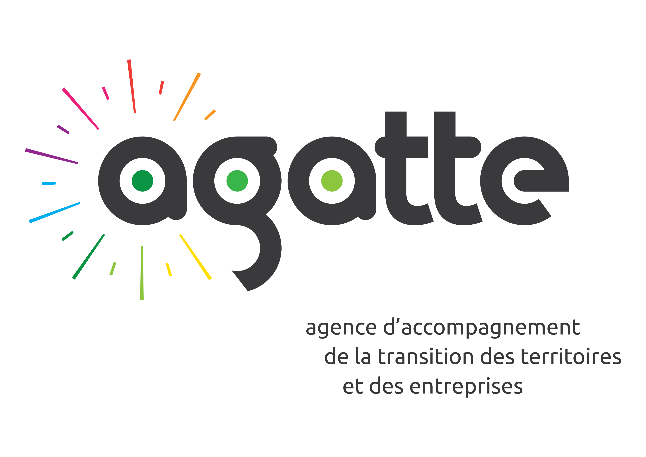 agatte
agence d'accompagnement
de la transition des territoires
et des entreprises